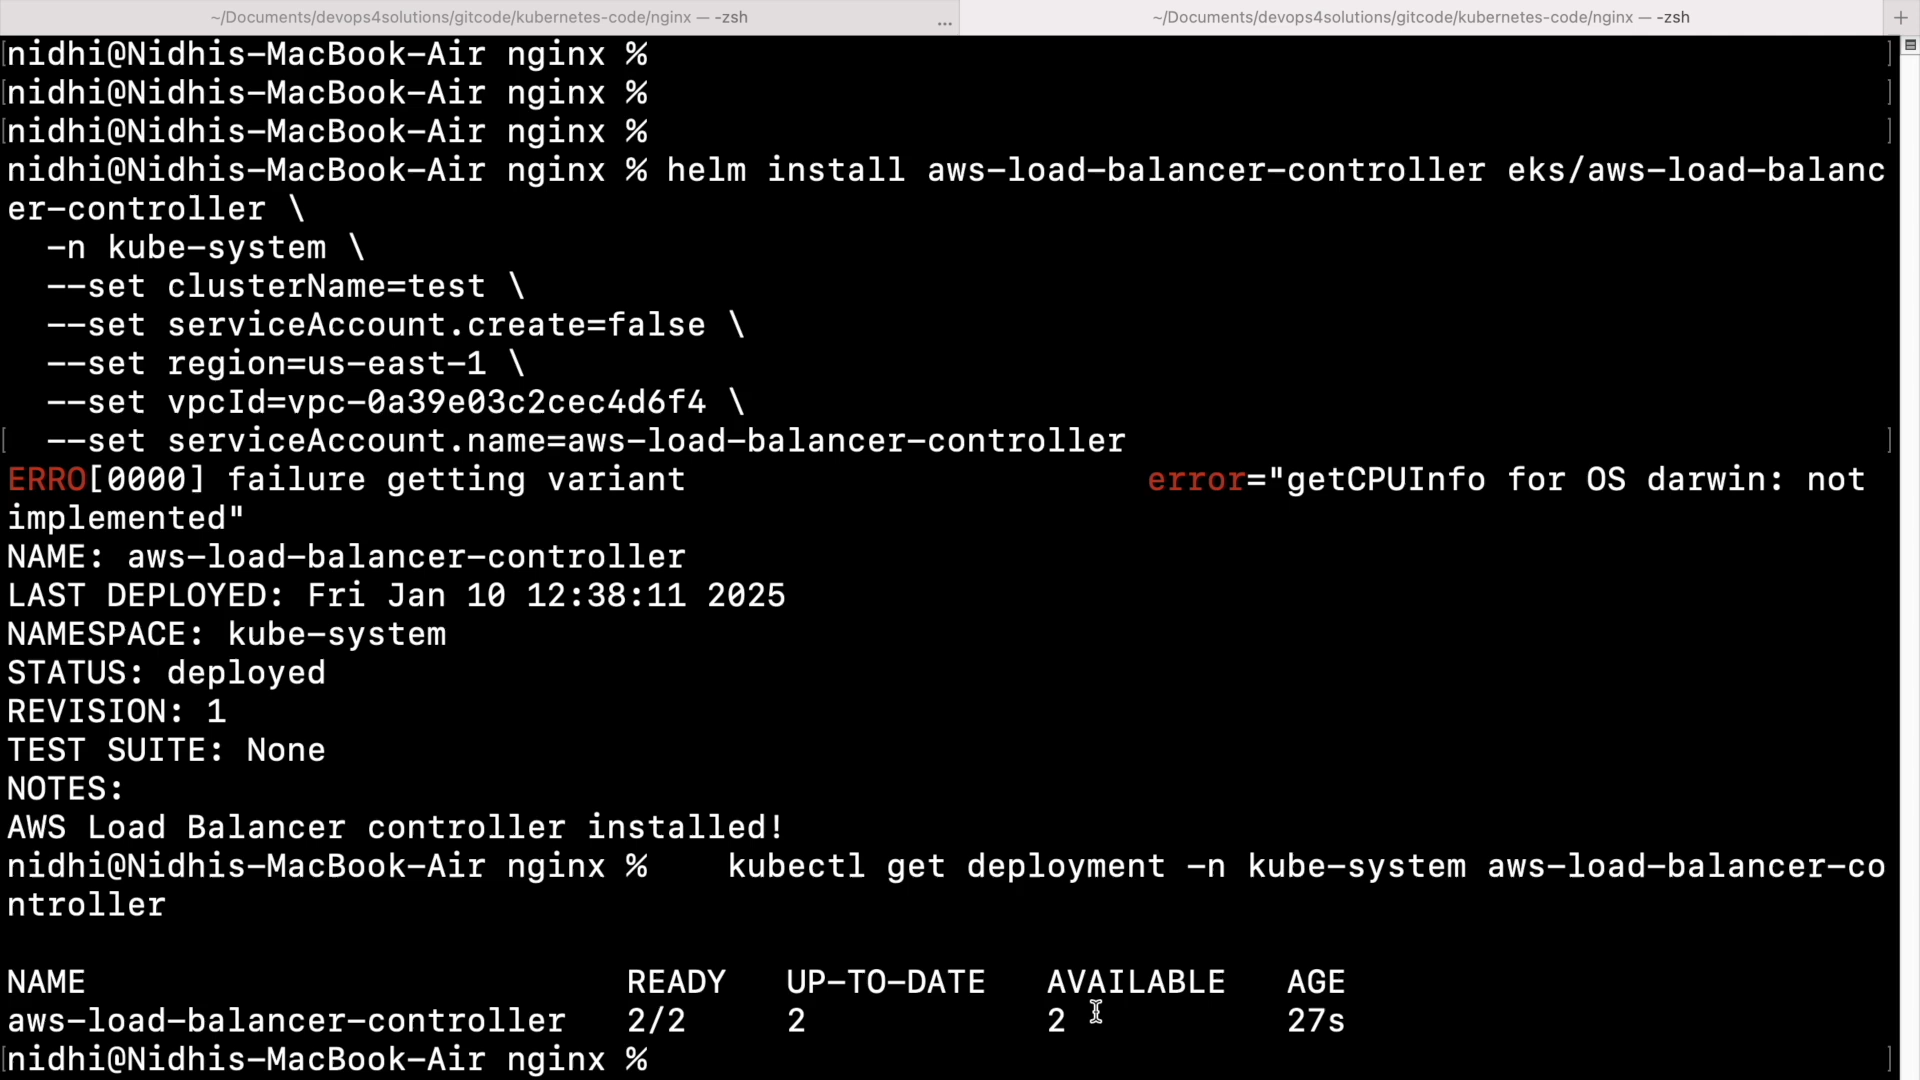 ~/Documents/devops4solutions/gitcode/kubernetes-code/nginx — -zsh ... ~/Documents/devops4solutions/gitcode/kubernetes-code/nginx — -zsh +
[nidhi@Nidhis-MacBook-Air nginx % ]
[nidhi@Nidhis-MacBook-Air nginx % ]
[nidhi@Nidhis-MacBook-Air nginx % ]
nidhi@Nidhis-MacBook-Air nginx % helm install aws-load-balancer-controller eks/aws-load-balanc
er-controller \
  -n kube-system \
  --set clusterName=test \
  --set serviceAccount.create=false \
  --set region=us-east-1 \
  --set vpcId=vpc-0a39e03c2cec4d6f4 \
[  --set serviceAccount.name=aws-load-balancer-controller ]
ERRO[0000] failure getting variant                       error="getCPUInfo for OS darwin: not
implemented"
NAME: aws-load-balancer-controller
LAST DEPLOYED: Fri Jan 10 12:38:11 2025
NAMESPACE: kube-system
STATUS: deployed
REVISION: 1
TEST SUITE: None
NOTES:
AWS Load Balancer controller installed!
nidhi@Nidhis-MacBook-Air nginx %    kubectl get deployment -n kube-system aws-load-balancer-co
ntroller
NAME                           READY   UP-TO-DATE   AVAILABLE   AGE
aws-load-balancer-controller   2/2     2            2           27s
[nidhi@Nidhis-MacBook-Air nginx % ]